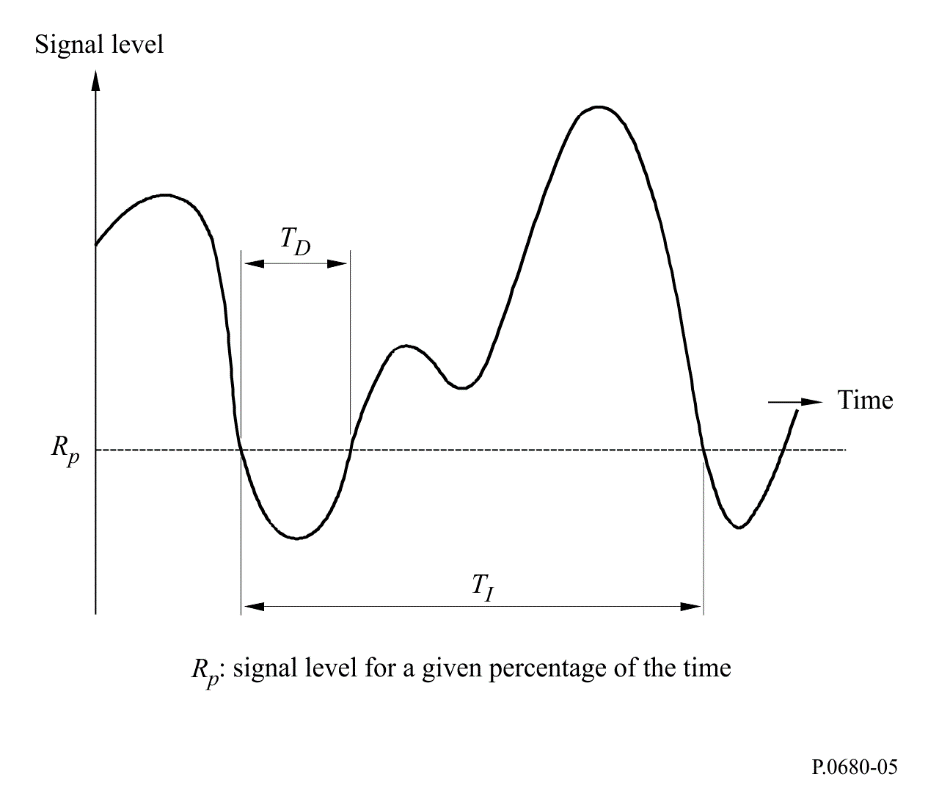 Signal level
T_D
Time
R_p
T_I
R_p: signal level for a given percentage of the time
P.0680-05